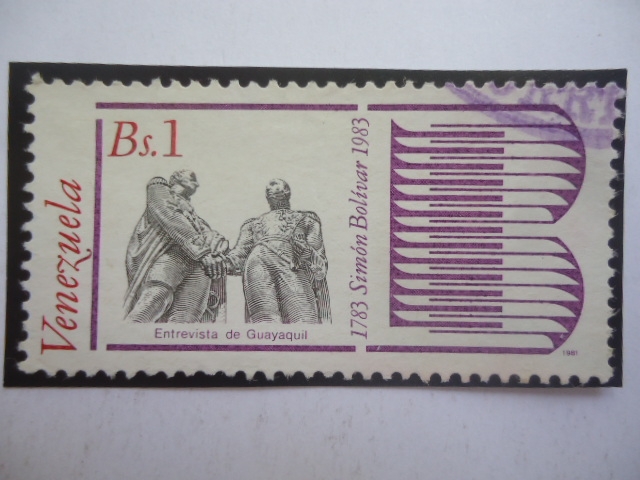 Venezuela
Bs.1
Entrevista de Guayaquil
1783 Simón Bolívar 1983
B
1981